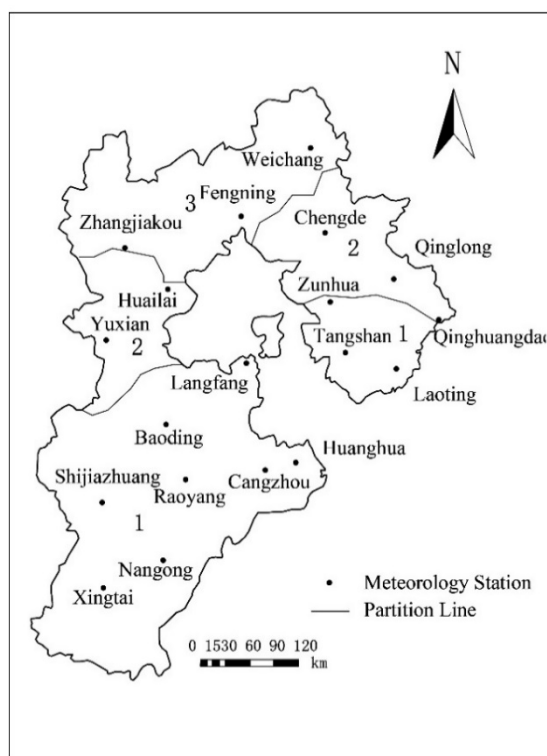 N
Weichang
Fengning
3
Chengde
Zhangjiakou
2
Qinglong
Huailai
Zunhua
Yuxian
2
Tangshan
1
Qinghuangdao
Langfang
Laoting
Baoding
Huanghua
Shijiazhuang
Cangzhou
Raoyang
1
Nangong
Xingtai
Meteorology Station
Partition Line
0 1530 60 90 120
km